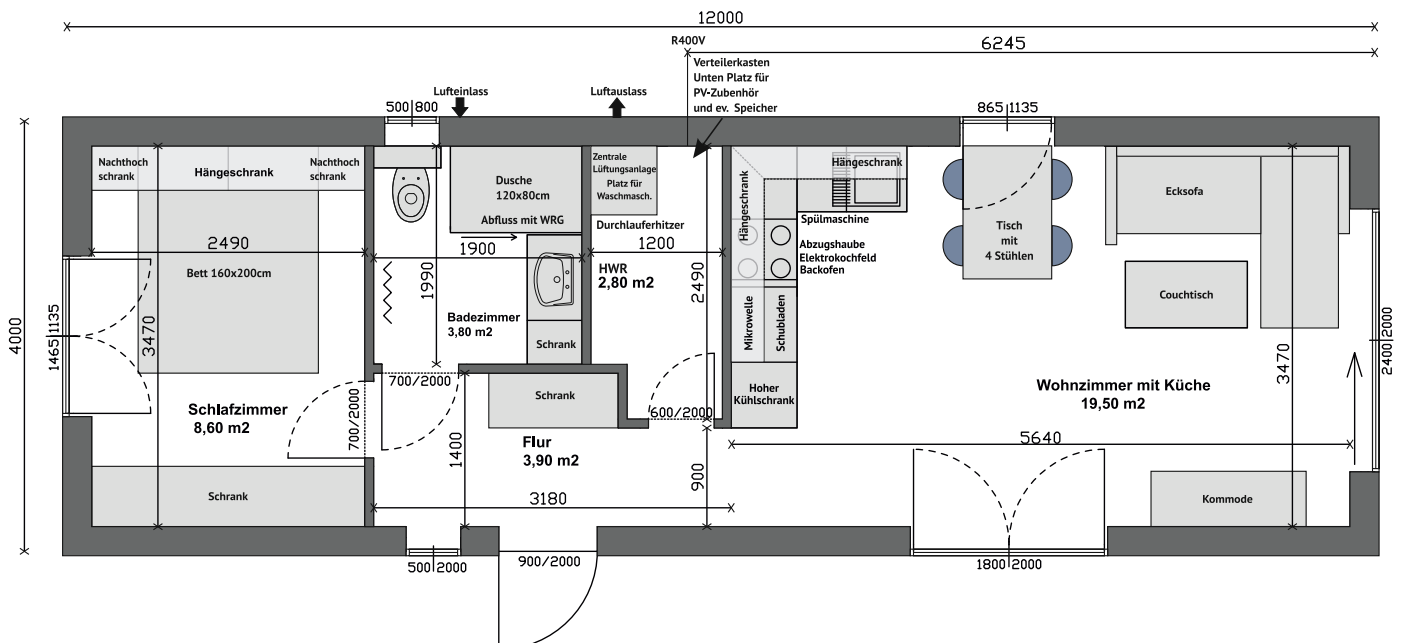 12000
R400V
6245
Verteilerkasten
Unten Platz für
PV-Zubenhör
und ev. Speicher
Lufteinlass
Luftauslass
500|800
865|1135
Nachthoch
schrank
Hängeschrank
Nachthoch
schrank
Dusche
120x80cm
Abfluss mit WRG
Zentrale
Lüftungsanlage
Platz für
Waschmasch.
Durchlauferhitzer
Hängeschrank
Hängeschrank
Spülmaschine
Abzugshaube
Elektrokochfeld
Backofen
Tisch
mit
4 Stühlen
Ecksofa
2490
1900
1200
Bett 160x200cm
1990
HWR
2,80 m2
2490
Couchtisch
4000
1465|1135
3470
Badezimmer
3,80 m2
Schrank
Mikrowelle
Schubladen
3470
2400|2000
700/2000
Schrank
Hoher
Kühlschrank
Wohnzimmer mit Küche
19,50 m2
Schlafzimmer
8,60 m2
700/2000
600/2000
Flur
3,90 m2
1400
900
5640
Schrank
3180
Kommode
500|2000
900/2000
1800|2000